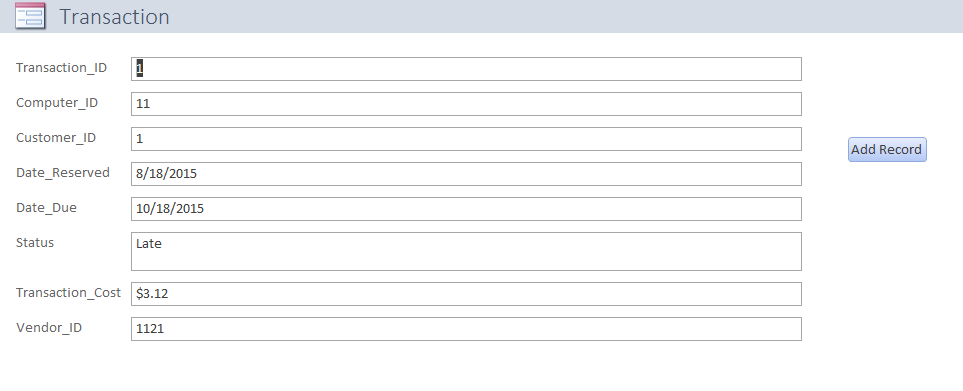 Transaction
Transaction_ID 1
Computer_ID 11
Customer_ID 1
Add Record
Date_Reserved 8/18/2015
Date_Due 10/18/2015
Status Late
Transaction_Cost $3.12
Vendor_ID 1121